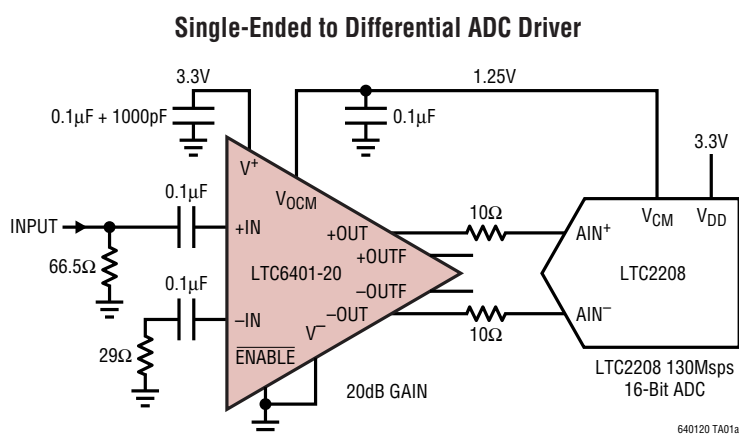 Single-Ended to Differential ADC Driver
3.3V
1.25V
0.1µF + 1000pF
0.1µF
3.3V
V+
VOCM
0.1µF
INPUT
+IN
+OUT
10Ω
AIN+
VCM
VDD
+OUTF
66.5Ω
LTC6401-20
LTC2208
0.1µF
–OUTF
–IN
–OUT
AIN–
V–
10Ω
29Ω
ENABLE
20dB GAIN
LTC2208 130Msps
16-Bit ADC
640120 TA01a